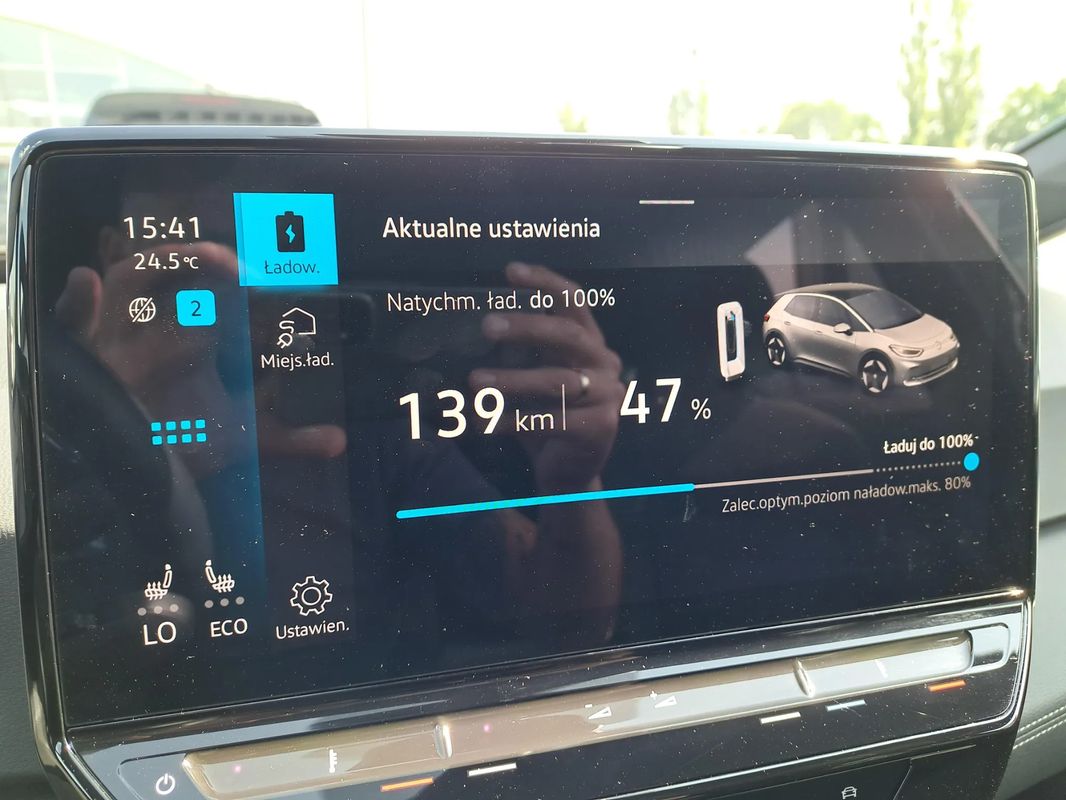 15:41
24.5°C
2
Ładow.
Miejs.ład.
Aktualne ustawienia
Natychm. ład. do 100%
139 km | 47 %
Ładuj do 100%
Zalec.optym.poziom naładow.maks. 80%
LO
ECO
Ustawien.